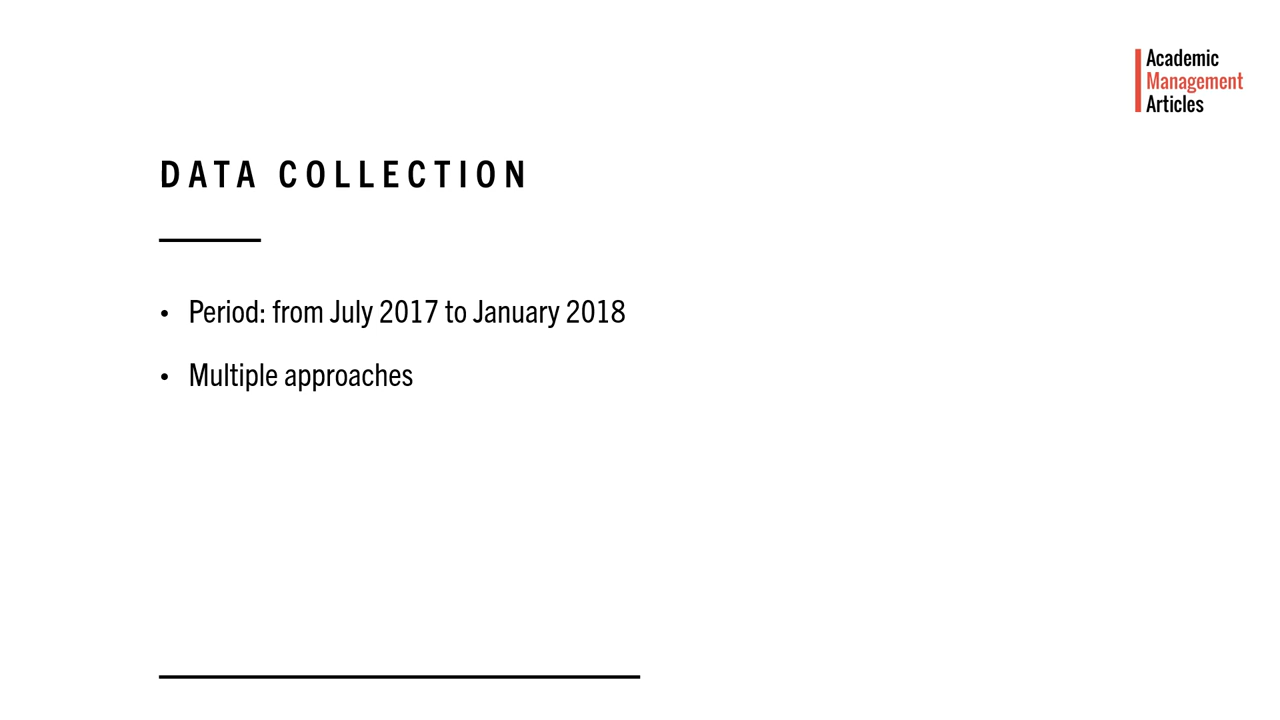 Academic
Management
Articles
DATA COLLECTION
• Period: from July 2017 to January 2018
• Multiple approaches